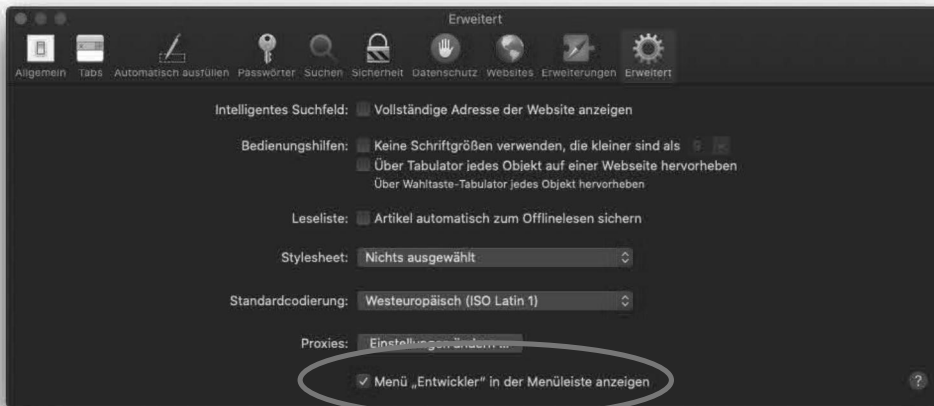 Erweitert
Allgemein Tabs Automatisch ausfüllen Passwörter Suchen Sicherheit Datenschutz Websites Erweiterungen Erweitert
Intelligentes Suchfeld: Vollständige Adresse der Website anzeigen
Bedienungshilfen: Keine Schriftgrößen verwenden, die kleiner sind als 9
Über Tabulator jedes Objekt auf einer Webseite hervorheben
Über Wahltaste-Tabulator jedes Objekt hervorheben
Leseliste: Artikel automatisch zum Offlinelesen sichern
Stylesheet: Nichts ausgewählt
Standardcodierung: Westeuropäisch (ISO Latin 1)
Proxies: Einstellungen ändern ...
Menü „Entwickler“ in der Menüleiste anzeigen ?